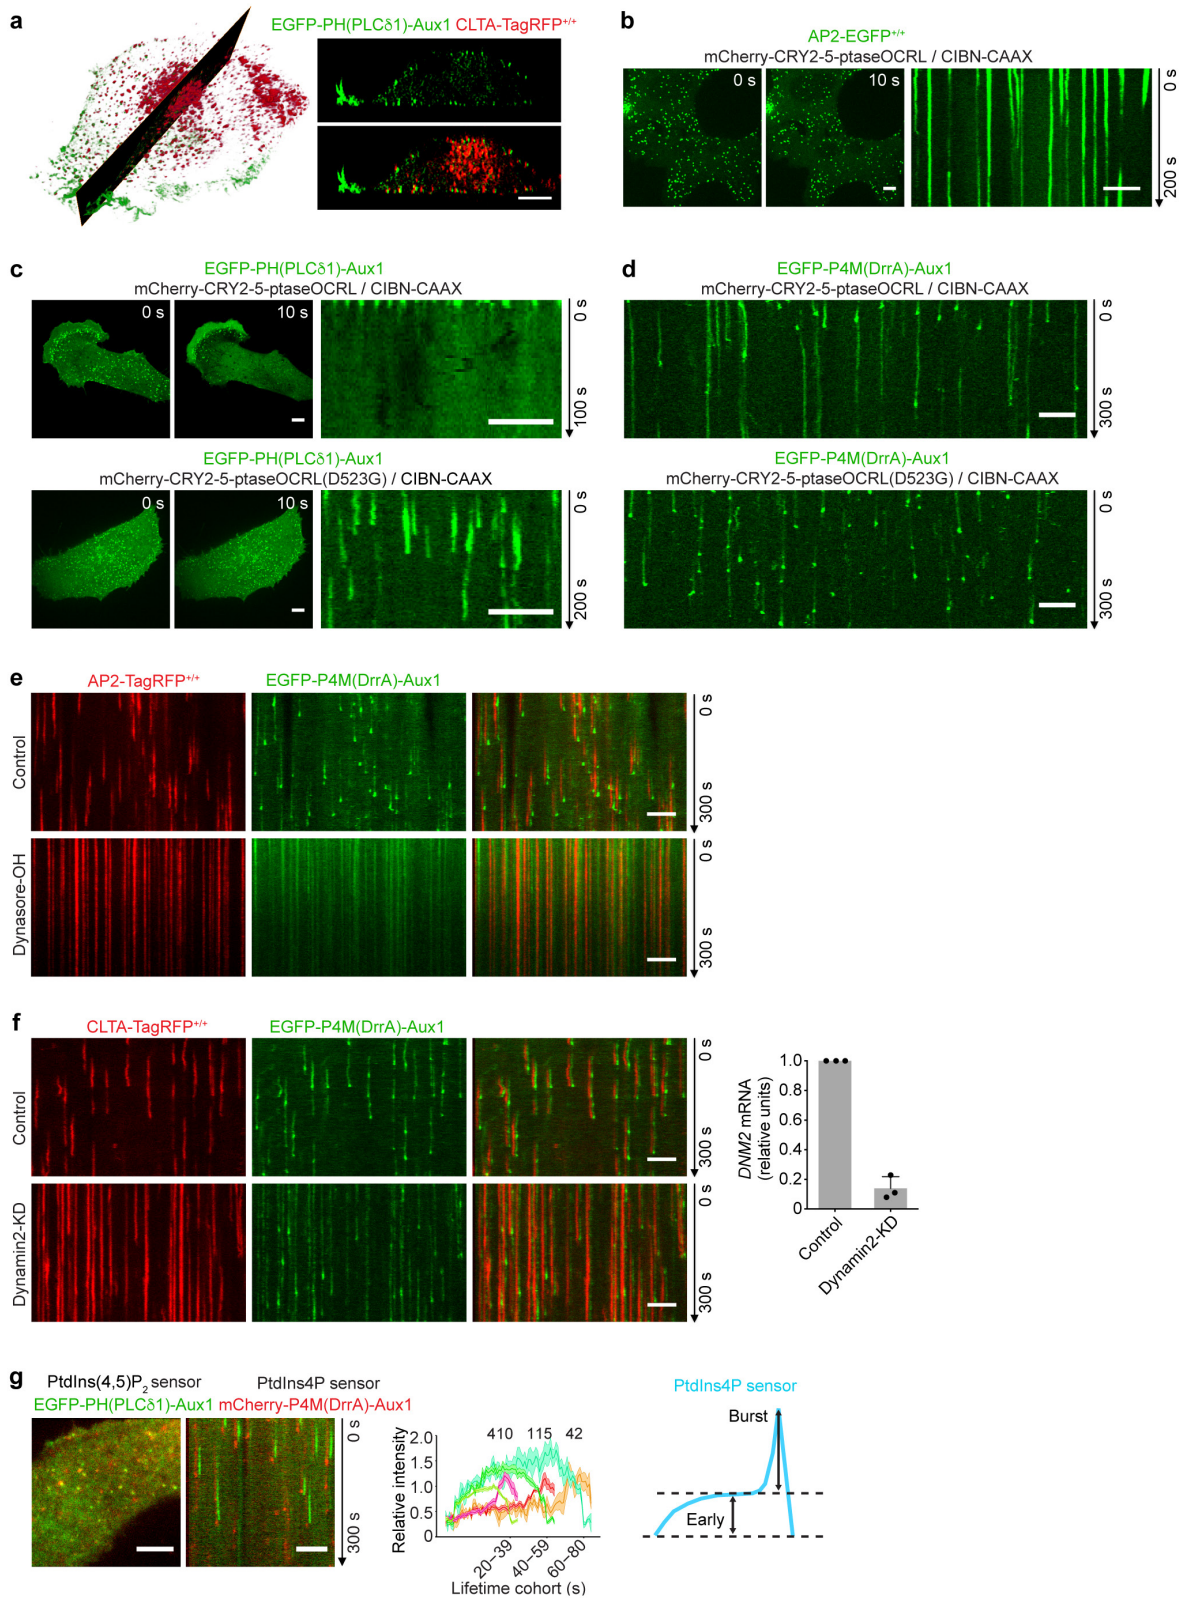 a
EGFP-PH(PLCδ1)-Aux1 CLTA-TagRFP+/+
b
AP2-EGFP+/+
mCherry-CRY2-5-ptaseOCRL / CIBN-CAAX
0 s
10 s
0 s
200 s
c
EGFP-PH(PLCδ1)-Aux1
mCherry-CRY2-5-ptaseOCRL / CIBN-CAAX
0 s
10 s
0 s
100 s
EGFP-PH(PLCδ1)-Aux1
mCherry-CRY2-5-ptaseOCRL(D523G) / CIBN-CAAX
0 s
10 s
0 s
200 s
d
EGFP-P4M(DrrA)-Aux1
mCherry-CRY2-5-ptaseOCRL / CIBN-CAAX
0 s
300 s
EGFP-P4M(DrrA)-Aux1
mCherry-CRY2-5-ptaseOCRL(D523G) / CIBN-CAAX
0 s
300 s
e
AP2-TagRFP+/+
EGFP-P4M(DrrA)-Aux1
Control
0 s
300 s
Dynasore-OH
0 s
300 s
f
CLTA-TagRFP+/+
EGFP-P4M(DrrA)-Aux1
Control
0 s
300 s
Dynamin2-KD
0 s
300 s
DNM2 mRNA
(relative units)
1.0
0.8
0.6
0.4
0.2
0
Control
Dynamin2-KD
g
PtdIns(4,5)P2 sensor
EGFP-PH(PLCδ1)-Aux1
PtdIns4P sensor
mCherry-P4M(DrrA)-Aux1
0 s
300 s
Relative intensity
2.0
1.5
1.0
0.5
0
410
115
42
20–39
40–59
60–80
Lifetime cohort (s)
PtdIns4P sensor
Burst
Early